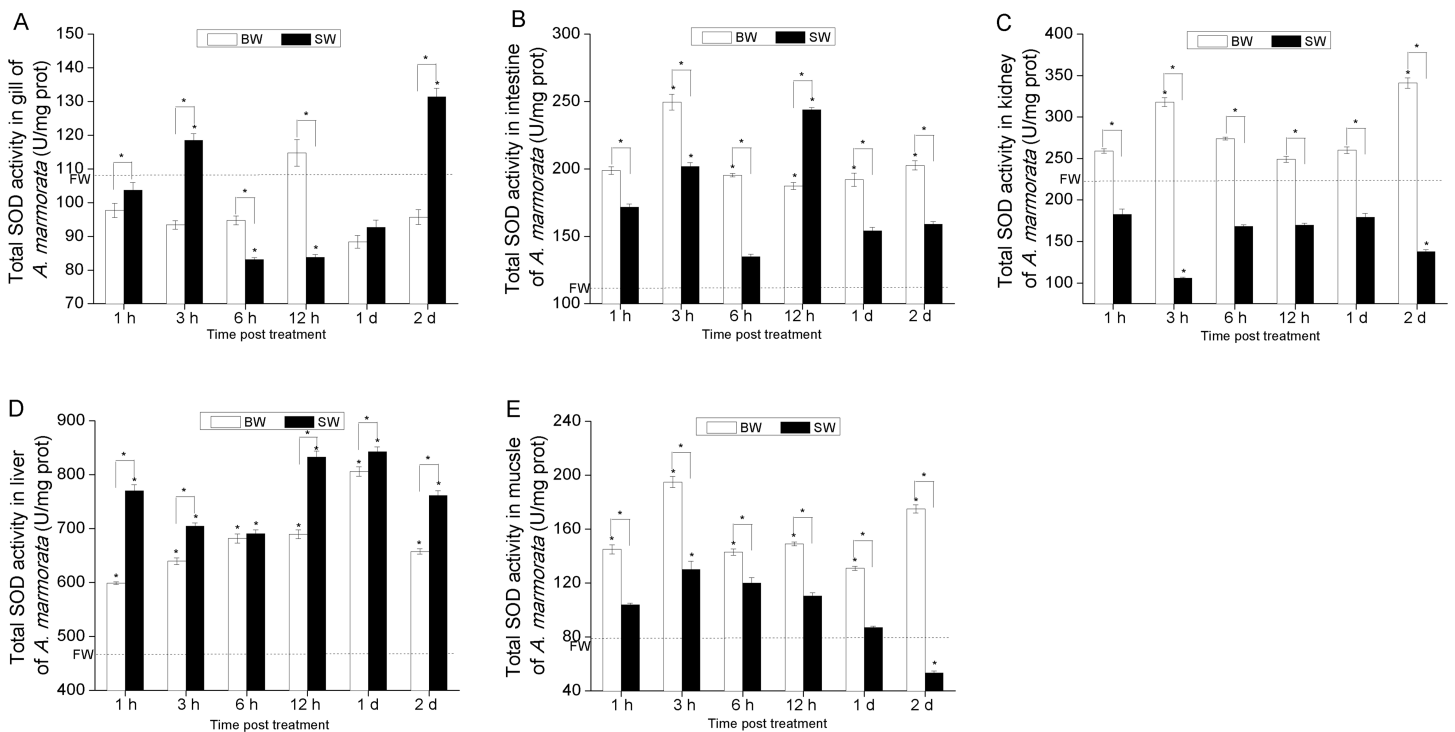 A
Total SOD activity in gill of
A. marmorata (U/mg prot)
BW SW
150
140
130
120
110
FW
100
90
80
70
* * * * * * * * * *
1 h 3 h 6 h 12 h 1 d 2 d
Time post treatment
B
Total SOD activity in intestine
of A. marmorata (U/mg prot)
BW SW
300
250
200
150
FW
100
1 h 3 h 6 h 12 h 1 d 2 d
Time post treatment
C
Total SOD activity in kidney
of A. marmorata (U/mg prot)
BW SW
400
350
300
250
FW
200
150
100
1 h 3 h 6 h 12 h 1 d 2 d
Time post treatment
D
Total SOD activity in liver
of A. marmorata (U/mg prot)
BW SW
900
800
700
600
500
FW
400
1 h 3 h 6 h 12 h 1 d 2 d
Time post treatment
E
Total SOD activity in mucsle
of A. marmorata (U/mg prot)
BW SW
240
200
160
120
80
FW
40
1 h 3 h 6 h 12 h 1 d 2 d
Time post treatment